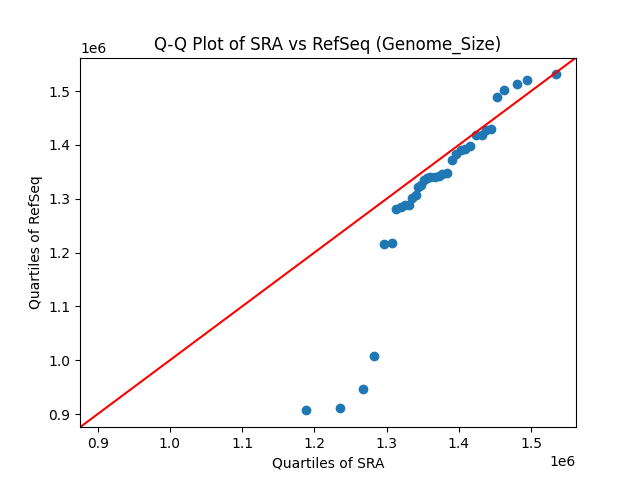 Q-Q Plot of SRA vs RefSeq (Genome_Size)
1e6
1.5
1.4
1.3
1.2
1.1
1.0
0.9
Quartiles of RefSeq
0.9 1.0 1.1 1.2 1.3 1.4 1.5
1e6
Quartiles of SRA